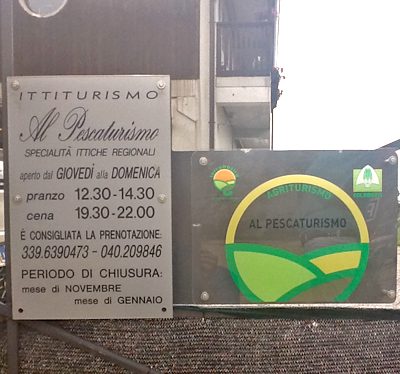 ITTITURISMO
Al Pescaturismo
SPECIALITÀ ITTICHE REGIONALI
aperto dal GIOVEDÌ alla DOMENICA
pranzo 12.30-14.30
cena 19.30-22.00
È CONSIGLIATA LA PRENOTAZIONE:
339.6390473 - 040.209846
PERIODO DI CHIUSURA:
mese di NOVEMBRE
mese di GENNAIO
AGRITURISMO
AL PESCATURISMO
COLDIRETTI